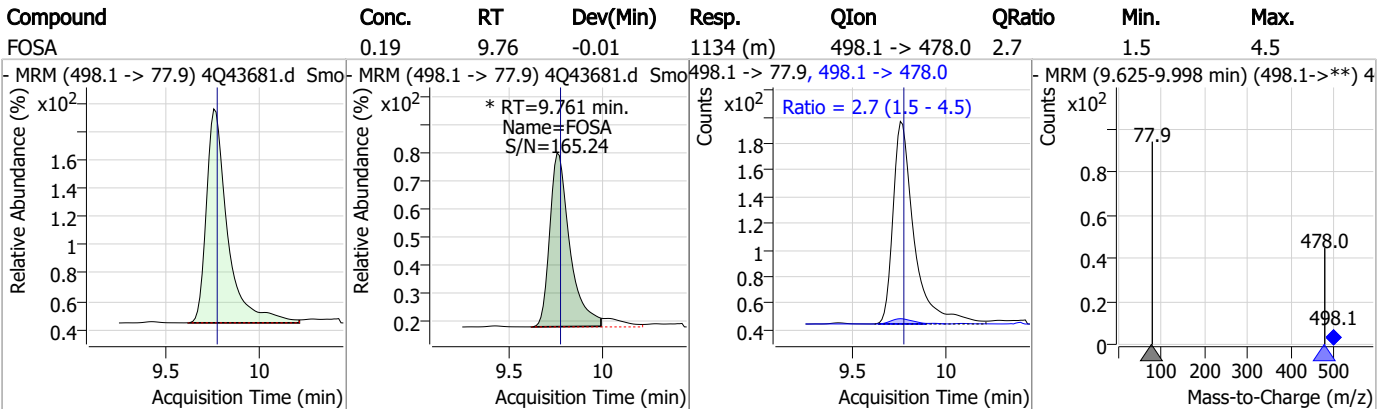 Compound Conc. RT Dev(Min) Resp. QIon QRatio Min. Max.
FOSA 0.19 9.76 -0.01 1134 (m) 498.1 -> 478.0 2.7 1.5 4.5
- MRM (498.1 -> 77.9) 4Q43681.d Smo
Relative Abundance (%)
x10²
1.6
1.4
1.2
1
0.8
0.6
0.4
9.5 10
Acquisition Time (min)
- MRM (498.1 -> 77.9) 4Q43681.d Smo
x10²
* RT=9.761 min.
Name=FOSA
S/N=165.24
Relative Abundance (%)
0.8
0.7
0.6
0.5
0.4
0.3
0.2
9.5 10
Acquisition Time (min)
498.1 -> 77.9, 498.1 -> 478.0
Counts
x10²
Ratio = 2.7 (1.5 - 4.5)
1.8
1.6
1.4
1.2
1
0.8
0.6
0.4
9.5 10
Acquisition Time (min)
- MRM (9.625-9.998 min) (498.1->**) 4
Counts
x10²
77.9
0.8
0.6
478.0
0.4
0.2
498.1
0
100 200 300 400 500
Mass-to-Charge (m/z)